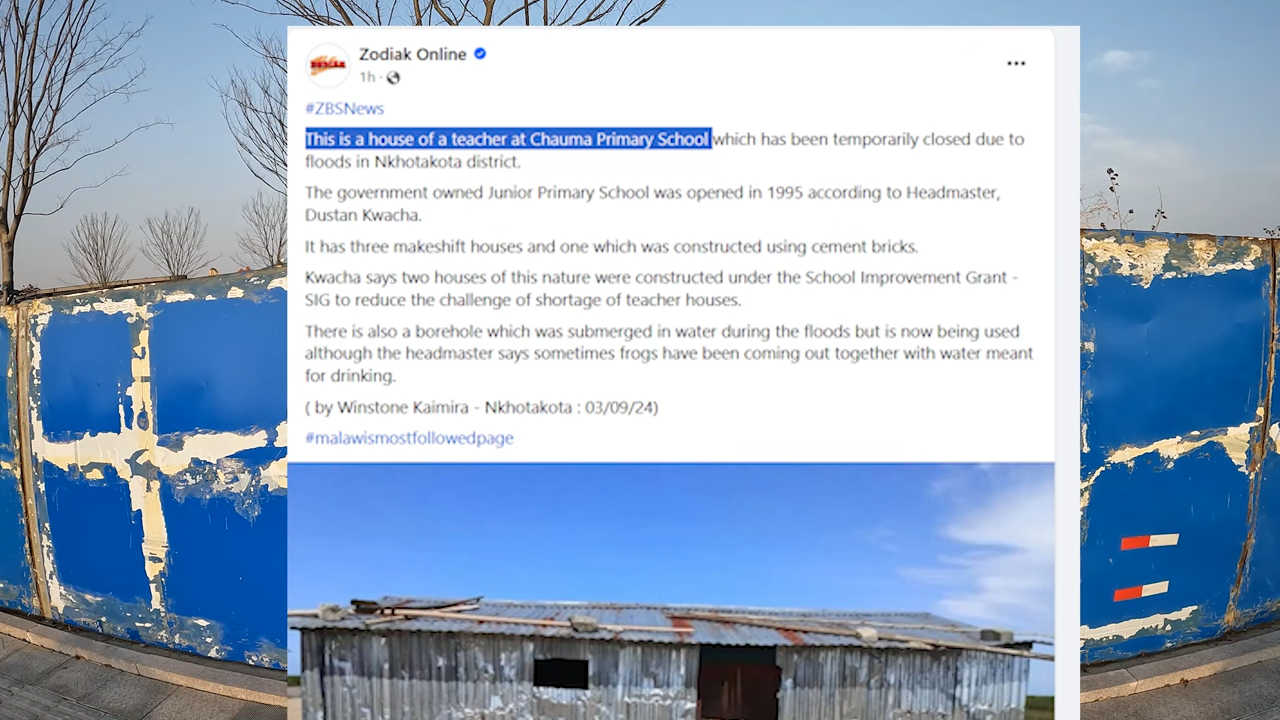 Zodiak Online
1h ·
#ZBSNews
This is a house of a teacher at Chauma Primary School which has been temporarily closed due to
floods in Nkhotakota district.
The government owned Junior Primary School was opened in 1995 according to Headmaster,
Dustan Kwacha.
It has three makeshift houses and one which was constructed using cement bricks.
Kwacha says two houses of this nature were constructed under the School Improvement Grant -
SIG to reduce the challenge of shortage of teacher houses.
There is also a borehole which was submerged in water during the floods but is now being used
although the headmaster says sometimes frogs have been coming out together with water meant
for drinking.
( by Winstone Kaimira - Nkhotakota : 03/09/24)
#malawismostfollowedpage